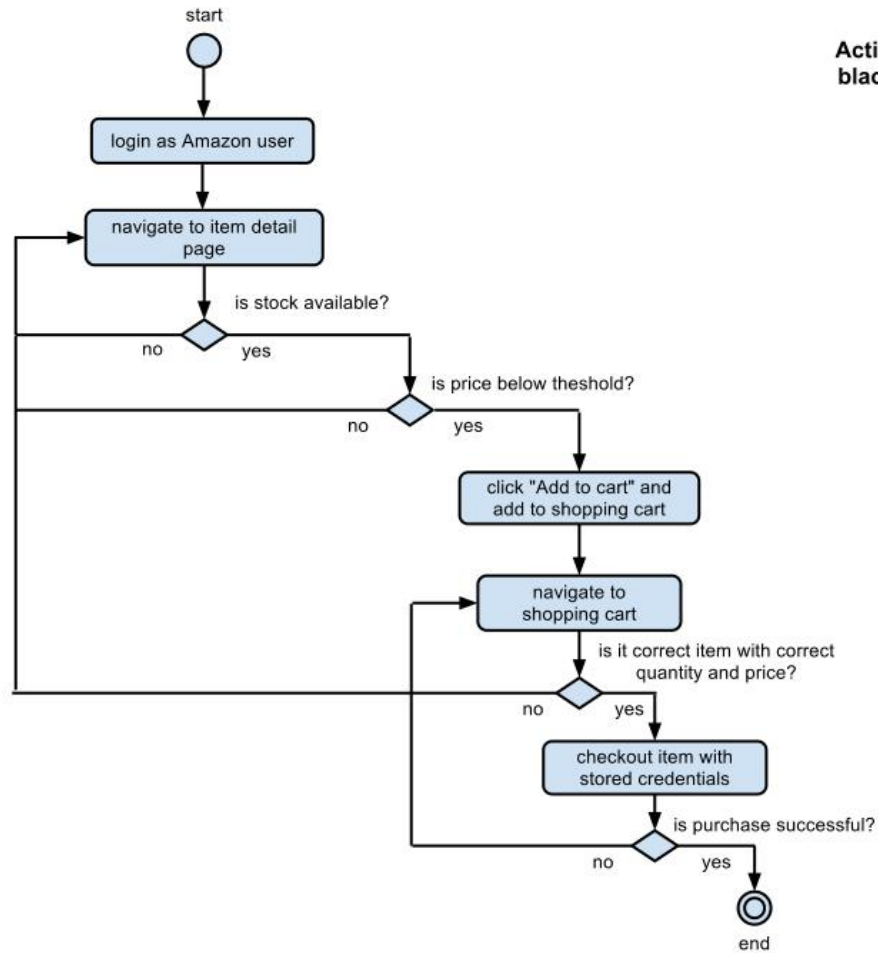 start
Acti
blac
login as Amazon user
navigate to item detail
page
is stock available?
no
yes
is price below theshold?
no
yes
click "Add to cart" and
add to shopping cart
navigate to
shopping cart
is it correct item with correct
quantity and price?
no
yes
checkout item with
stored credentials
is purchase successful?
no
yes
end